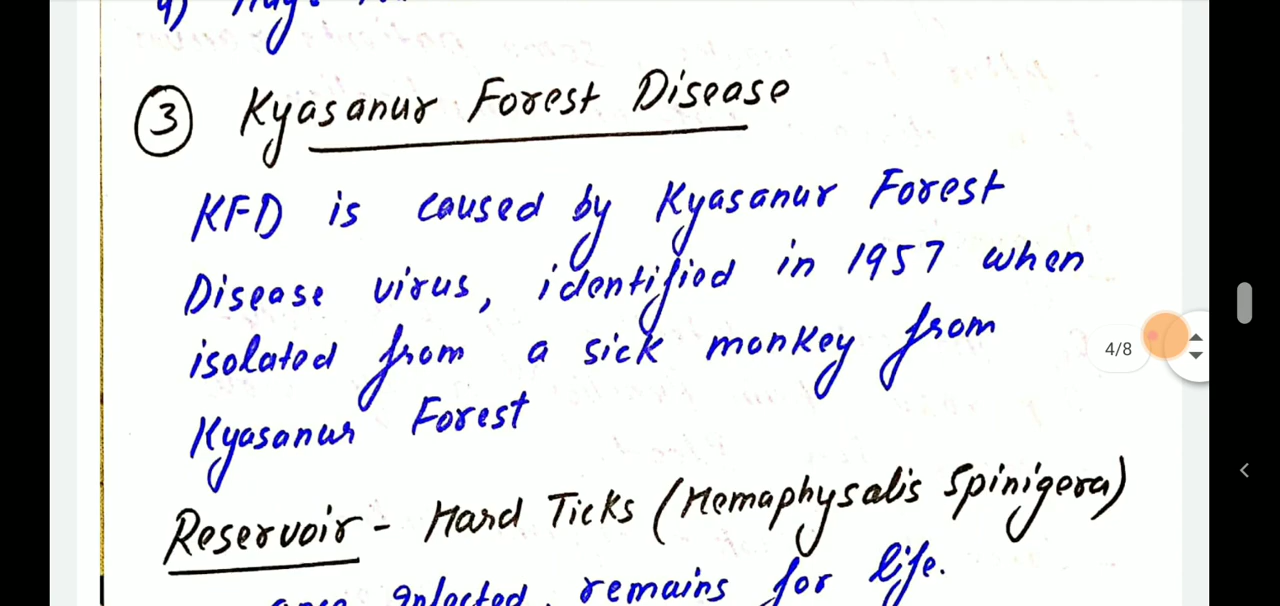 ③ Kyasanur Forest Disease
KFD is caused by Kyasanur Forest
Disease virus, identified in 1957 when
isolated from a sick monkey from
4/8
Kyasanur Forest
Reservoir - Hard Ticks (Hemaphysalis Spinigera)
infected, remains for life.